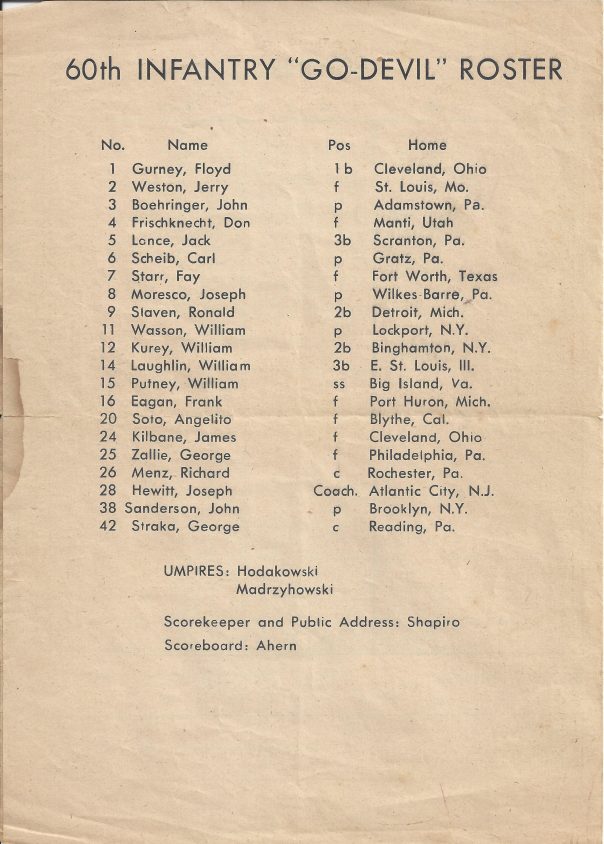 60th INFANTRY "GO-DEVIL" ROSTER
No. Name Pos Home
1 Gurney, Floyd 1b Cleveland, Ohio
2 Weston, Jerry f St. Louis, Mo.
3 Boehringer, John p Adamstown, Pa.
4 Frischknecht, Don f Manti, Utah
5 Lance, Jack 3b Scranton, Pa.
6 Scheib, Carl p Gratz, Pa.
7 Starr, Fay f Fort Worth, Texas
8 Moresco, Joseph p Wilkes-Barre, Pa.
9 Slaven, Ronald 2b Detroit, Mich.
11 Wasson, William p Lockport, N.Y.
12 Kurey, William 2b Binghamton, N.Y.
14 Laughlin, William 3b E. St. Louis, Ill.
15 Putney, William ss Big Island, Va.
16 Eagan, Frank f Port Huron, Mich.
20 Soto, Angelito f Blythe, Cal.
24 Kilbane, James f Cleveland, Ohio
25 Zallie, George f Philadelphia, Pa.
26 Menz, Richard c Rochester, Pa.
28 Hewitt, Joseph Coach. Atlantic City, N.J.
38 Sanderson, John p Brooklyn, N.Y.
42 Straka, George c Reading, Pa.
UMPIRES: Hodakowski
Madrzyhowski
Scorekeeper and Public Address: Shapiro
Scoreboard: Ahern